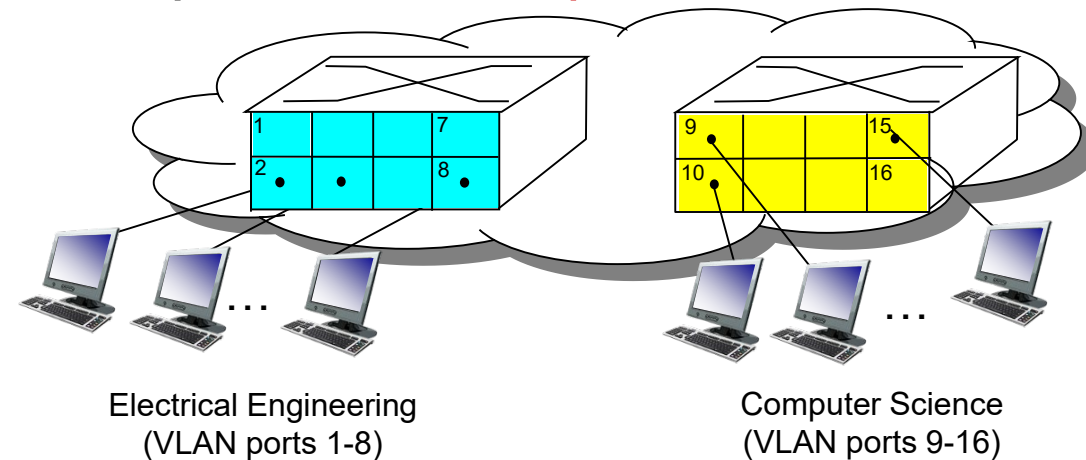 1 7
2 8
9 15
10 16
...
...
Electrical Engineering
(VLAN ports 1-8)
Computer Science
(VLAN ports 9-16)